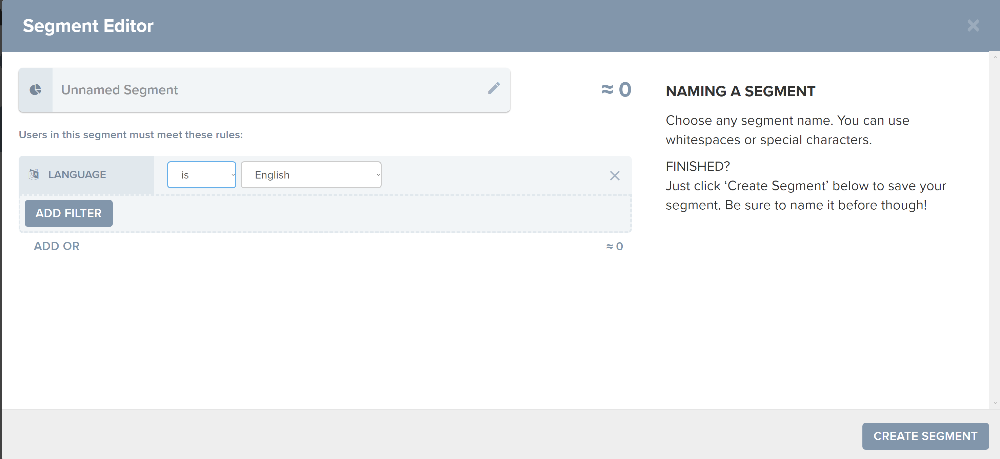 Segment Editor
Unnamed Segment
≈ 0
Users in this segment must meet these rules:
LANGUAGE
is
English
ADD FILTER
ADD OR
≈ 0
NAMING A SEGMENT
Choose any segment name. You can use
whitespaces or special characters.
FINISHED?
Just click ‘Create Segment’ below to save your
segment. Be sure to name it before though!
CREATE SEGMENT